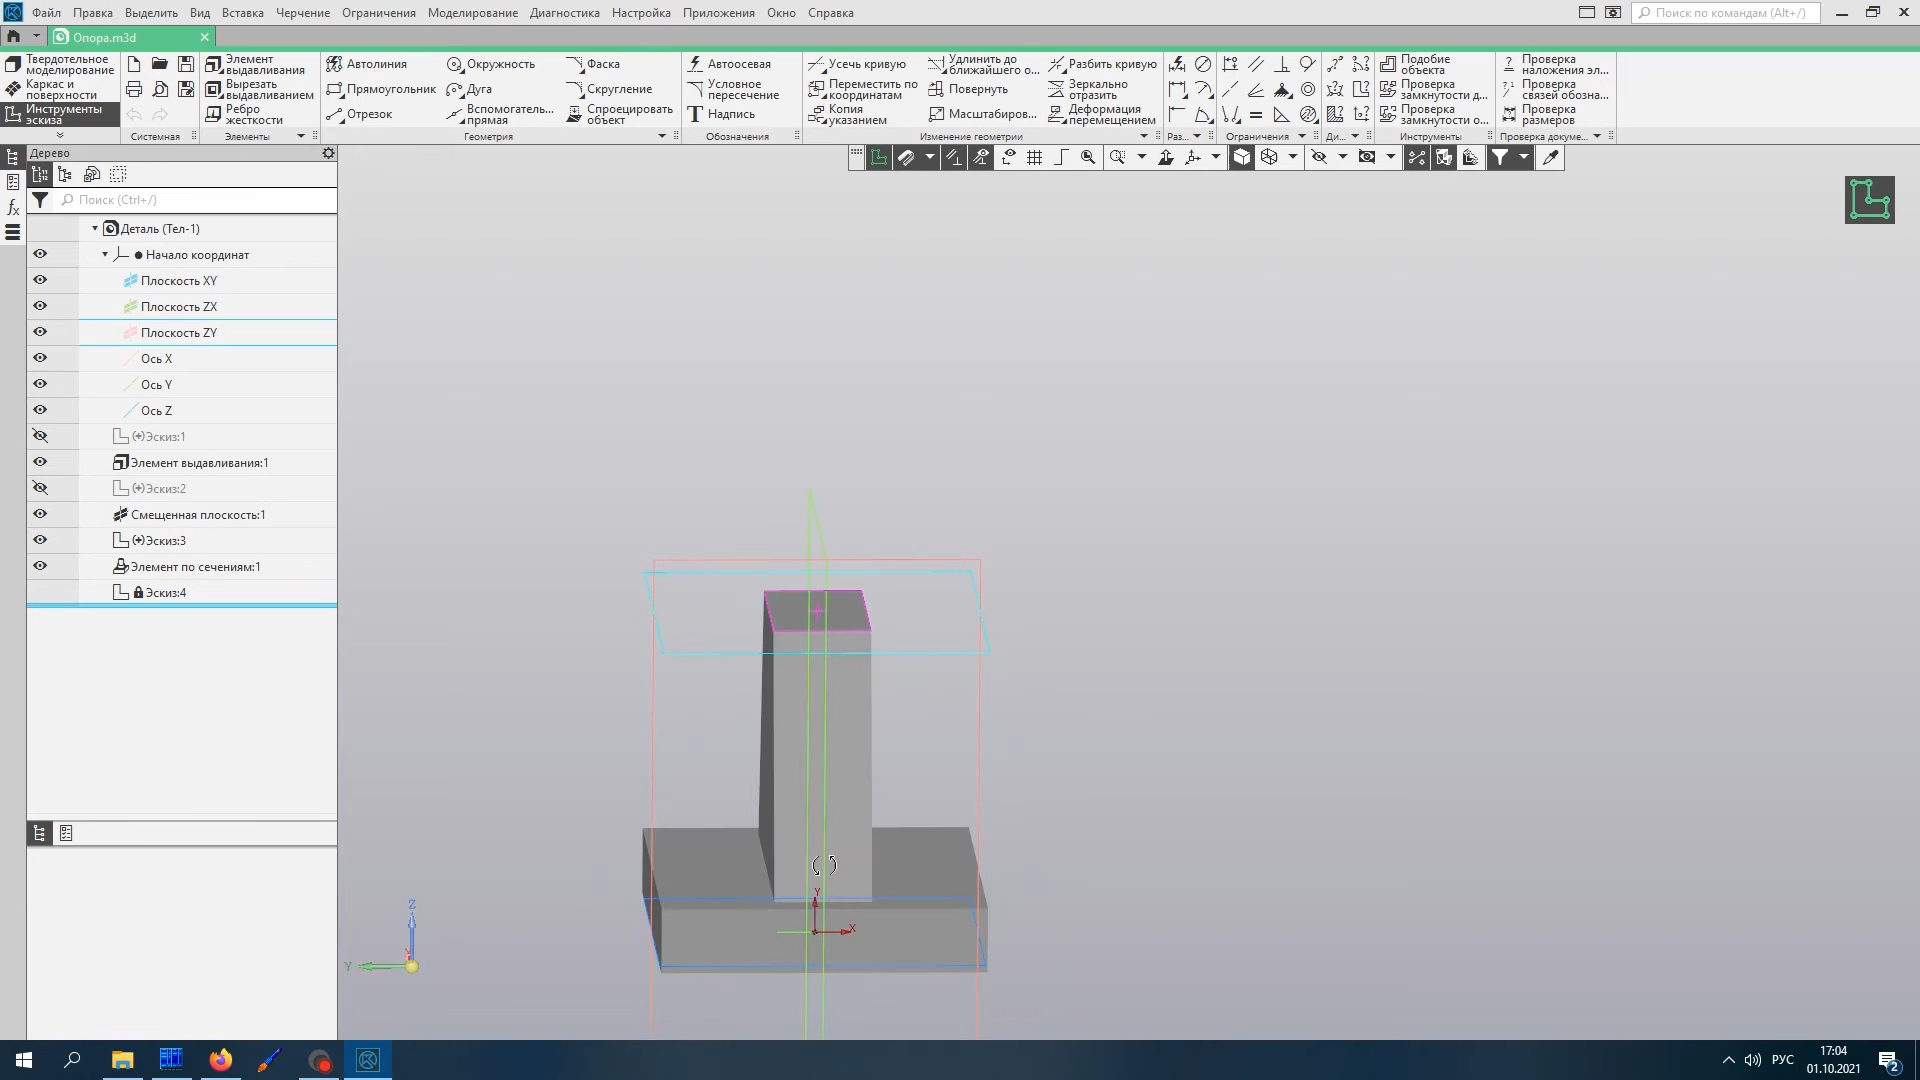 Файл Правка Выделить Вид Вставка Черчение Ограничения Моделирование Диагностика Настройка Приложения Окно Справка
Поиск по командам (Alt+/)
Опора.m3d
Твердотельное моделирование
Каркас и поверхности
Инструменты эскиза
Системная
Элемент выдавливания
Вырезать выдавливанием
Ребро жесткости
Элементы
Автолиния
Прямоугольник
Отрезок
Окружность
Дуга
Вспомогатель... прямая
Фаска
Скругление
Спроецировать объект
Геометрия
Автоосевая
Условное пересечение
Надпись
Обозначения
Усечь кривую
Переместить по координатам
Копия указанием
Удлинить до ближайшего о...
Повернуть
Масштабиров...
Разбить кривую
Зеркально отразить
Деформация перемещением
Изменение геометрии
Раз...
Ограничения
Ди...
Подобие объекта
Проверка замкнутости д...
Проверка замкнутости о...
Инструменты
Проверка наложения эл...
Проверка связей обозна...
Проверка размеров
Проверка докуме...
Дерево
Поиск (Ctrl+/)
Деталь (Тел-1)
Начало координат
Плоскость XY
Плоскость ZX
Плоскость ZY
Ось X
Ось Y
Ось Z
(+)Эскиз:1
Элемент выдавливания:1
(+)Эскиз:2
Смещенная плоскость:1
(+)Эскиз:3
Элемент по сечениям:1
Эскиз:4
Y
X
Z
Y
РУС
17:04
01.10.2021
2